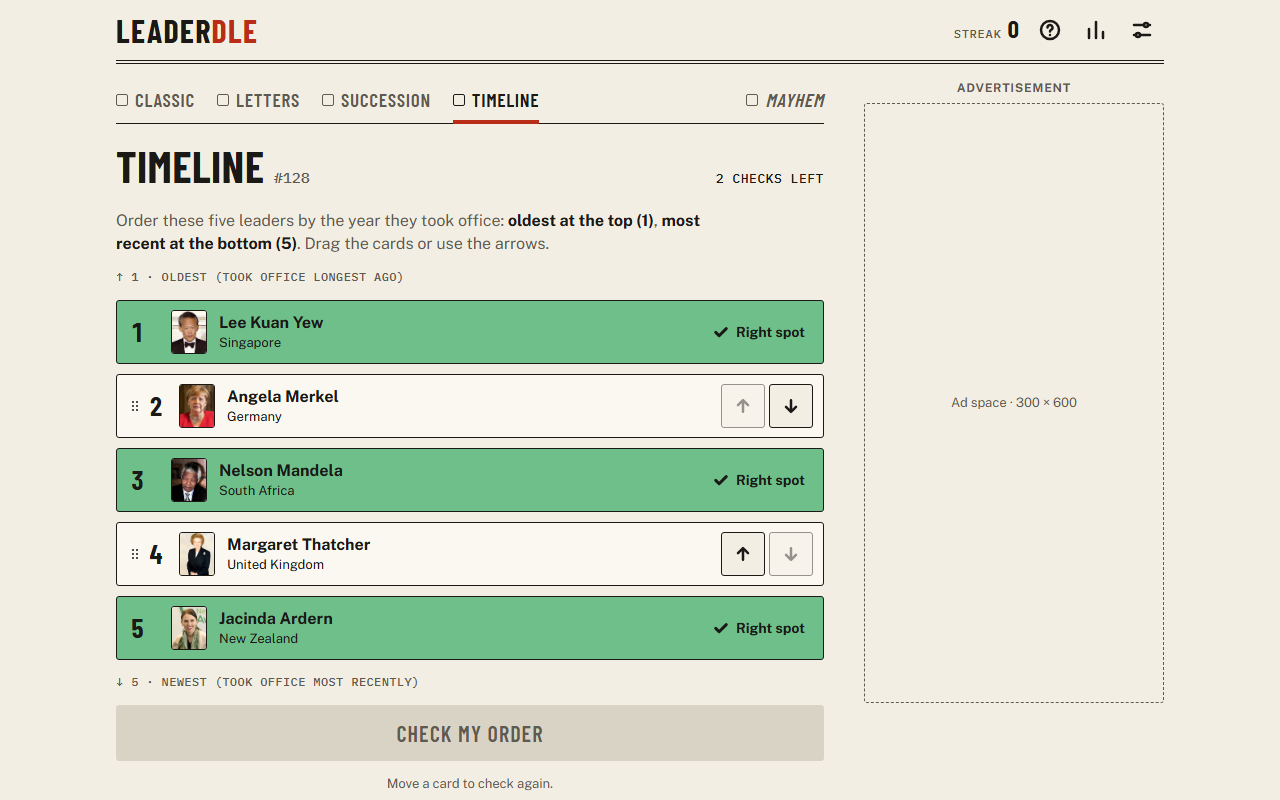 LEADERDLE
STREAK 0
CLASSIC
LETTERS
SUCCESSION
TIMELINE
MAYHEM
ADVERTISEMENT
TIMELINE #128
2 CHECKS LEFT
Order these five leaders by the year they took office: oldest at the top (1), most
recent at the bottom (5). Drag the cards or use the arrows.
↑ 1 · OLDEST (TOOK OFFICE LONGEST AGO)
1
Lee Kuan Yew
Singapore
Right spot
2
Angela Merkel
Germany
3
Nelson Mandela
South Africa
Right spot
4
Margaret Thatcher
United Kingdom
5
Jacinda Ardern
New Zealand
Right spot
↓ 5 · NEWEST (TOOK OFFICE MOST RECENTLY)
CHECK MY ORDER
Move a card to check again.
Ad space · 300 × 600